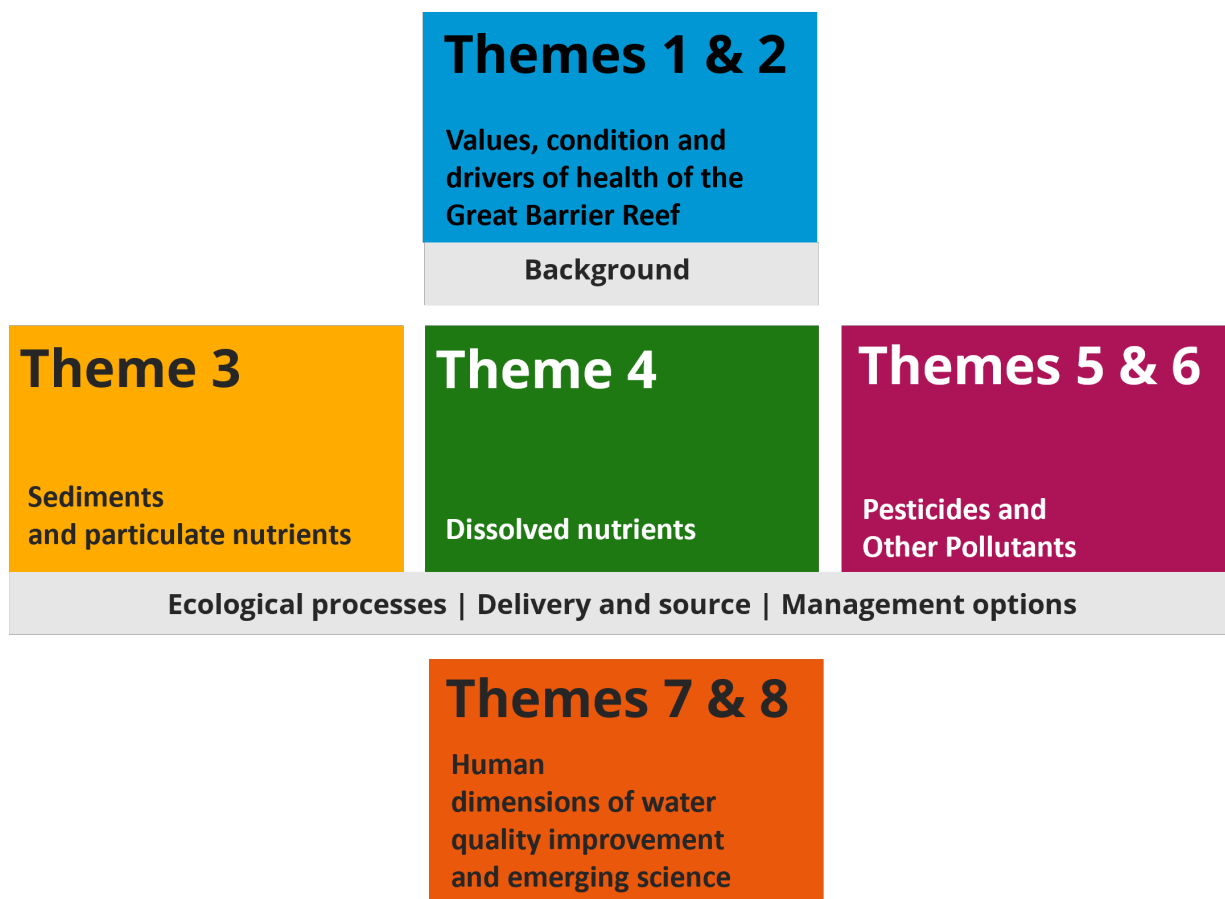 Themes 1 & 2
Values, condition and
drivers of health of the
Great Barrier Reef
Background
Theme 3
Sediments
and particulate nutrients
Theme 4
Dissolved nutrients
Themes 5 & 6
Pesticides and
Other Pollutants
Ecological processes | Delivery and source | Management options
Themes 7 & 8
Human
dimensions of water
quality improvement
and emerging science